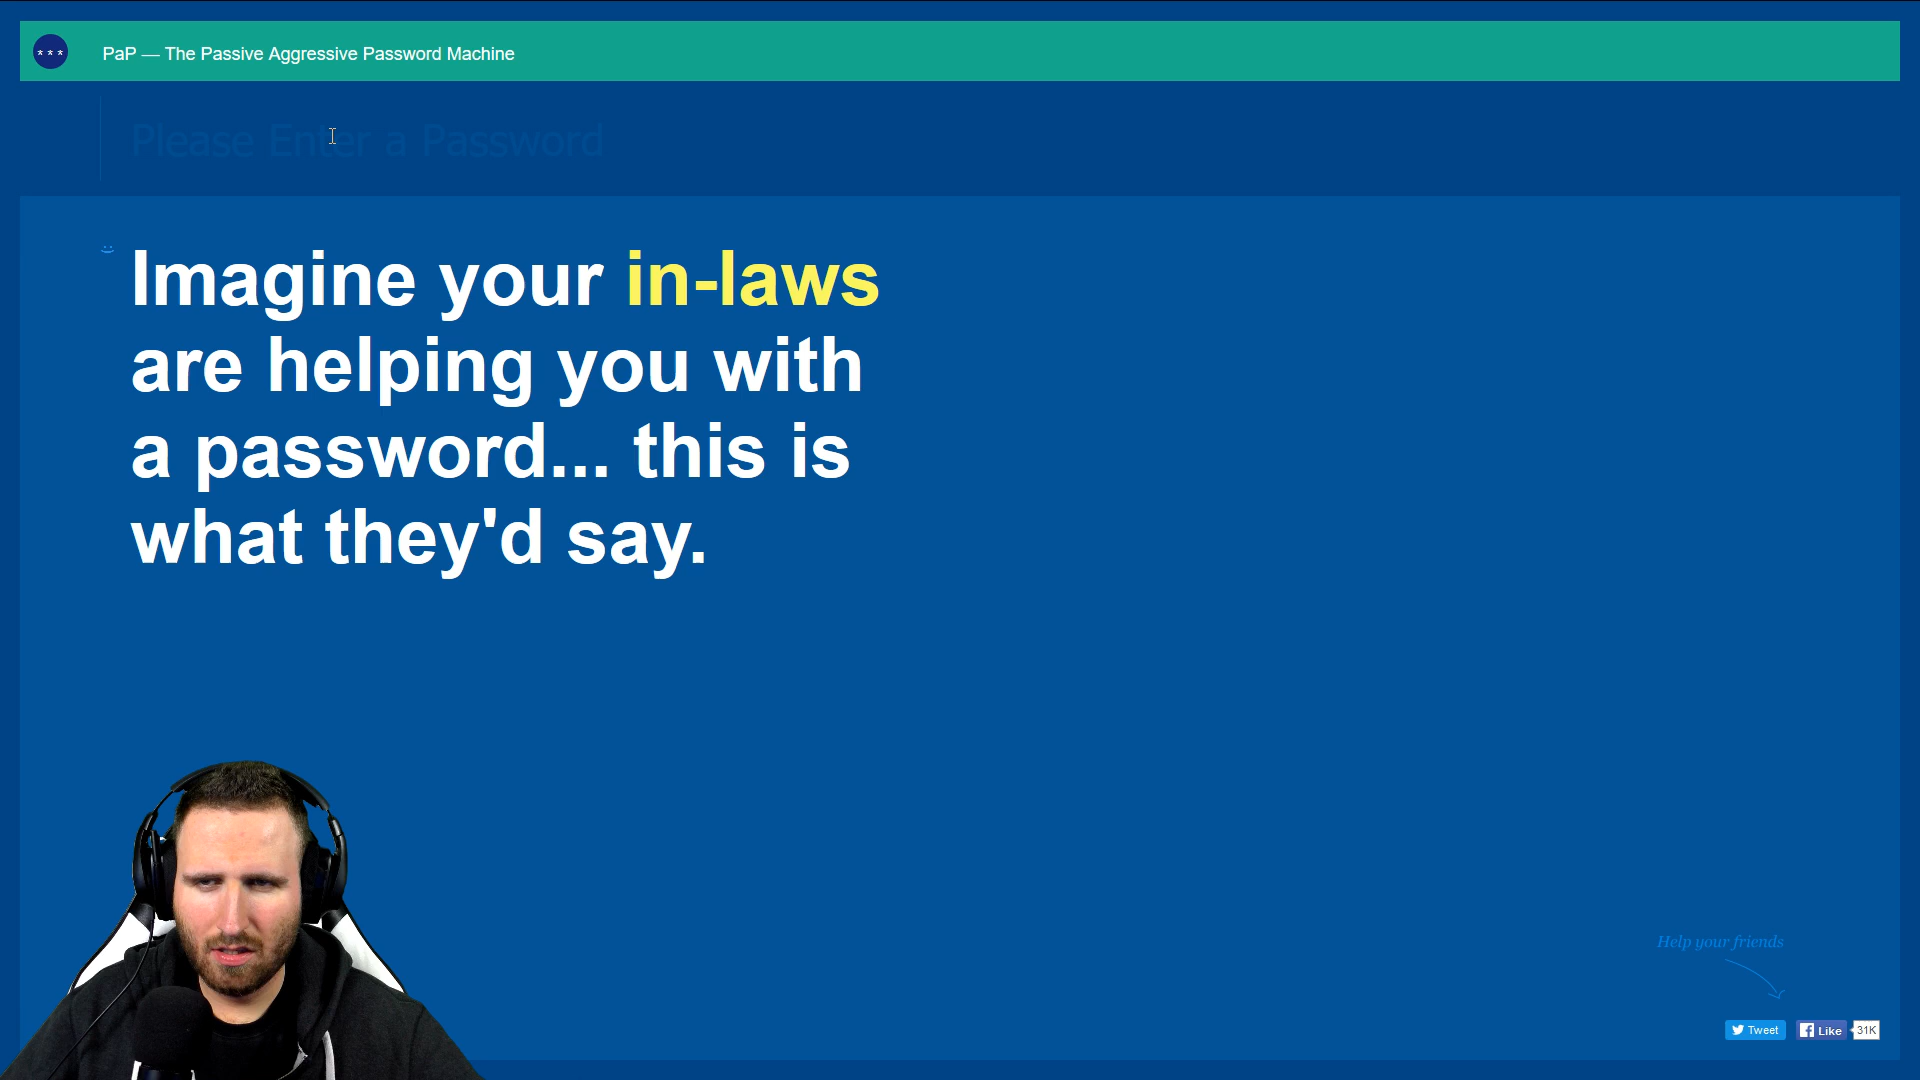 * * *
PaP — The Passive Aggressive Password Machine
Please Enter a Password
Imagine your in-laws
are helping you with
a password... this is
what they'd say.
Help your friends
Tweet
Like
31K